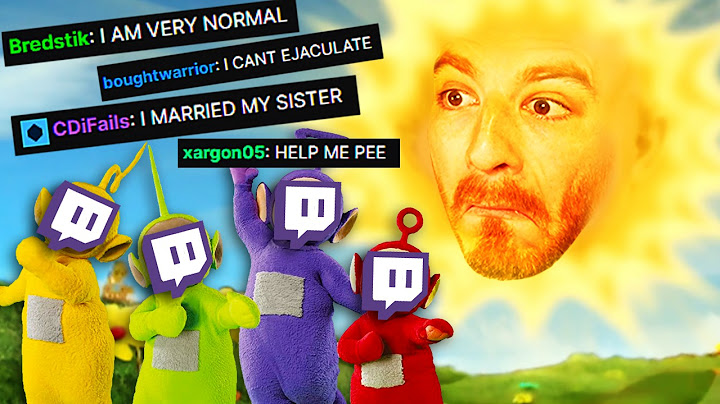 Bredstik: I AM VERY NORMAL
boughtwarrior: I CANT EJACULATE
CDiFails: I MARRIED MY SISTER
xargon05: HELP ME PEE